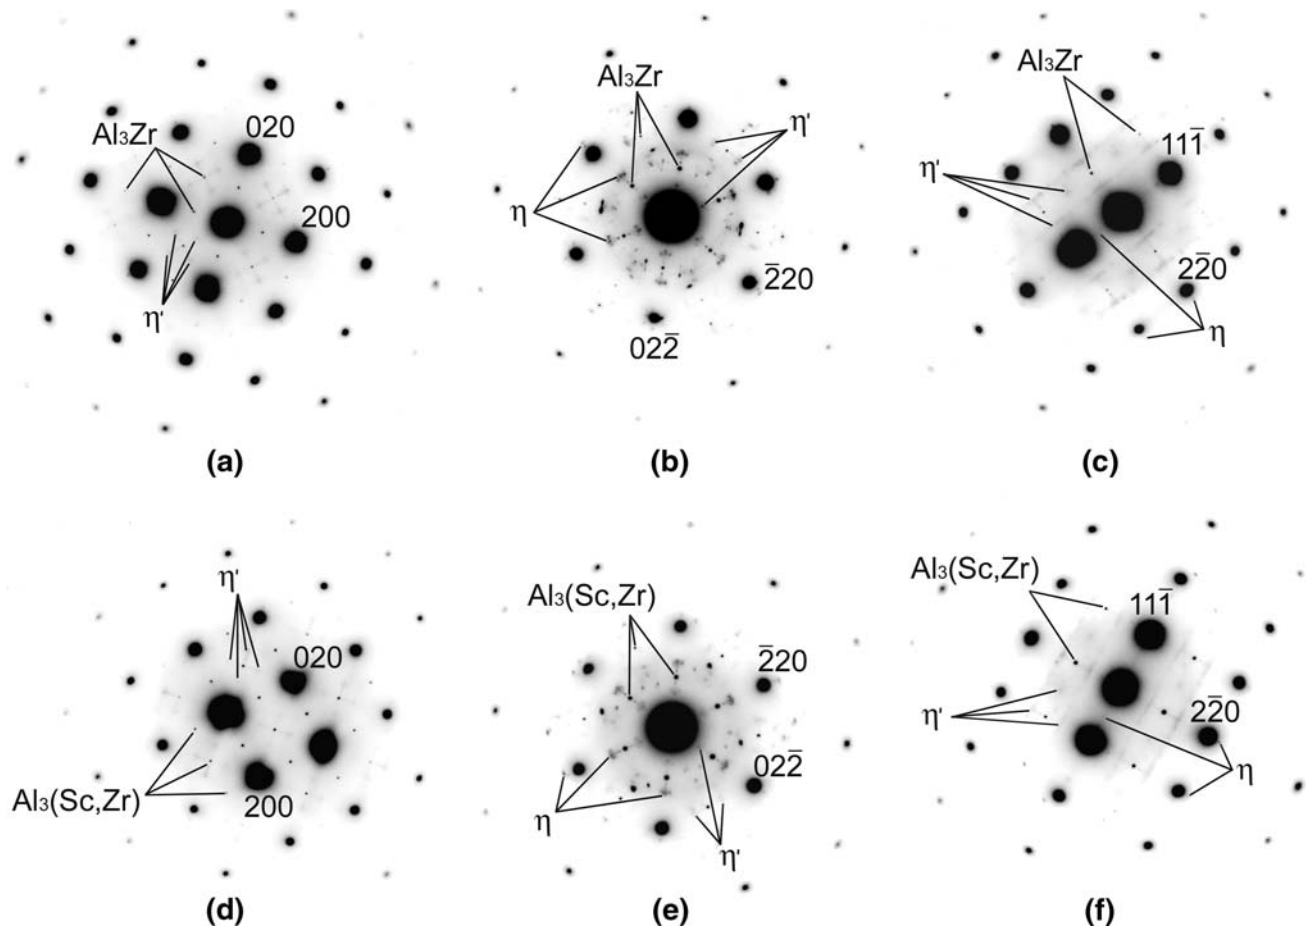 Al₃Zr
020
200
η'
(a)
Al₃Zr
η'
η
2̅20
022̅
(b)
Al₃Zr
111̅
η'
22̅0
η
(c)
η'
020
Al₃(Sc,Zr)
200
(d)
Al₃(Sc,Zr)
2̅20
022̅
η
η'
(e)
Al₃(Sc,Zr)
111̅
η'
22̅0
η
(f)